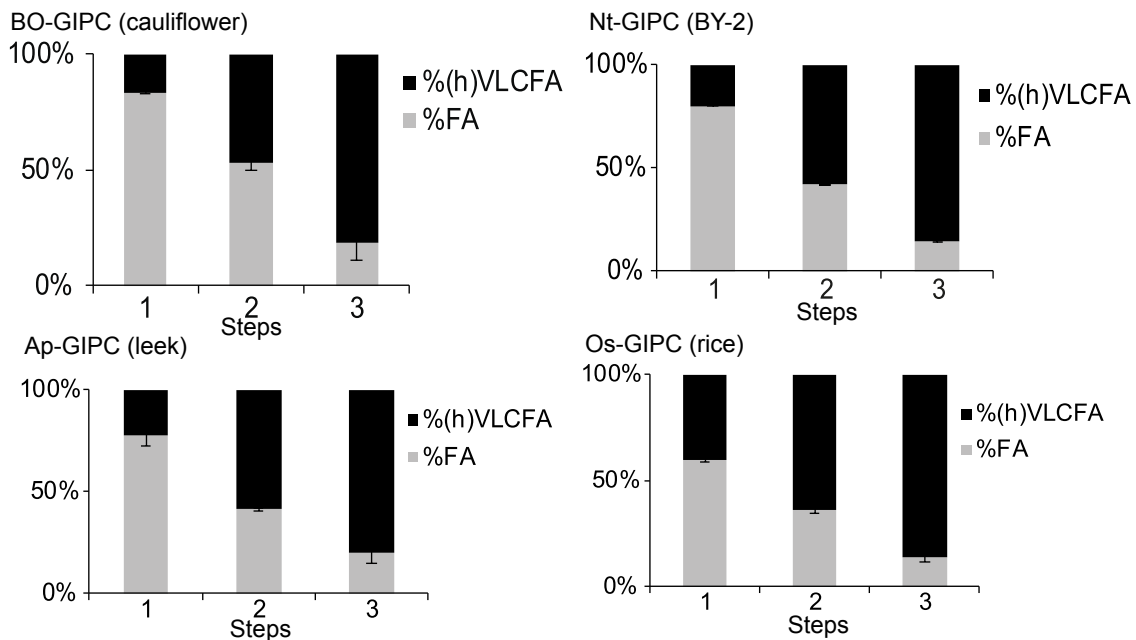 BO-GIPC (cauliflower)
100%
50%
0%
%(h)VLCFA
%FA
1 2 3
Steps
Nt-GIPC (BY-2)
100%
50%
0%
%(h)VLCFA
%FA
1 2 3
Steps
Ap-GIPC (leek)
100%
50%
0%
%(h)VLCFA
%FA
1 2 3
Steps
Os-GIPC (rice)
100%
50%
0%
%(h)VLCFA
%FA
1 2 3
Steps